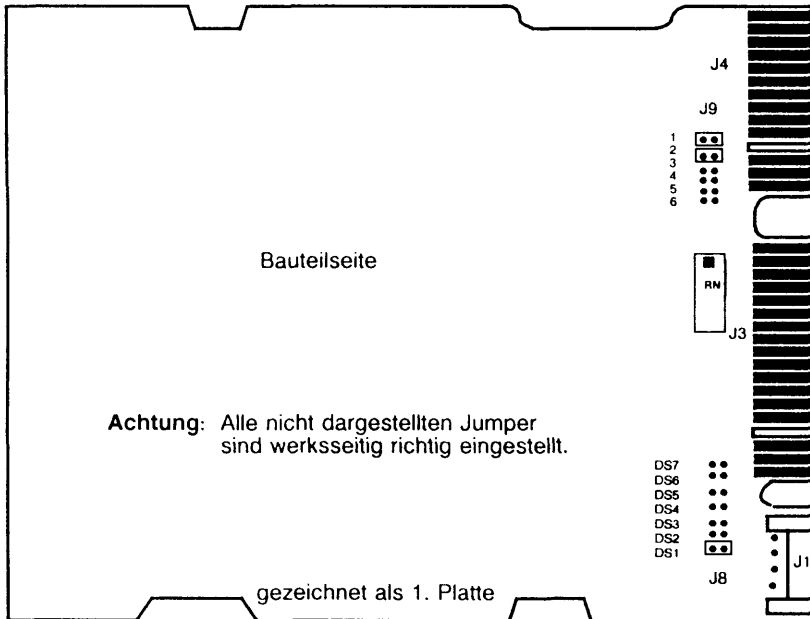 J4
J9
1
2
3
4
5
6
Bauteilseite
RN
J3
Achtung: Alle nicht dargestellten Jumper
sind werksseitig richtig eingestellt.
DS7
DS6
DS5
DS4
DS3
DS2
DS1
J1
J8
gezeichnet als 1. Platte